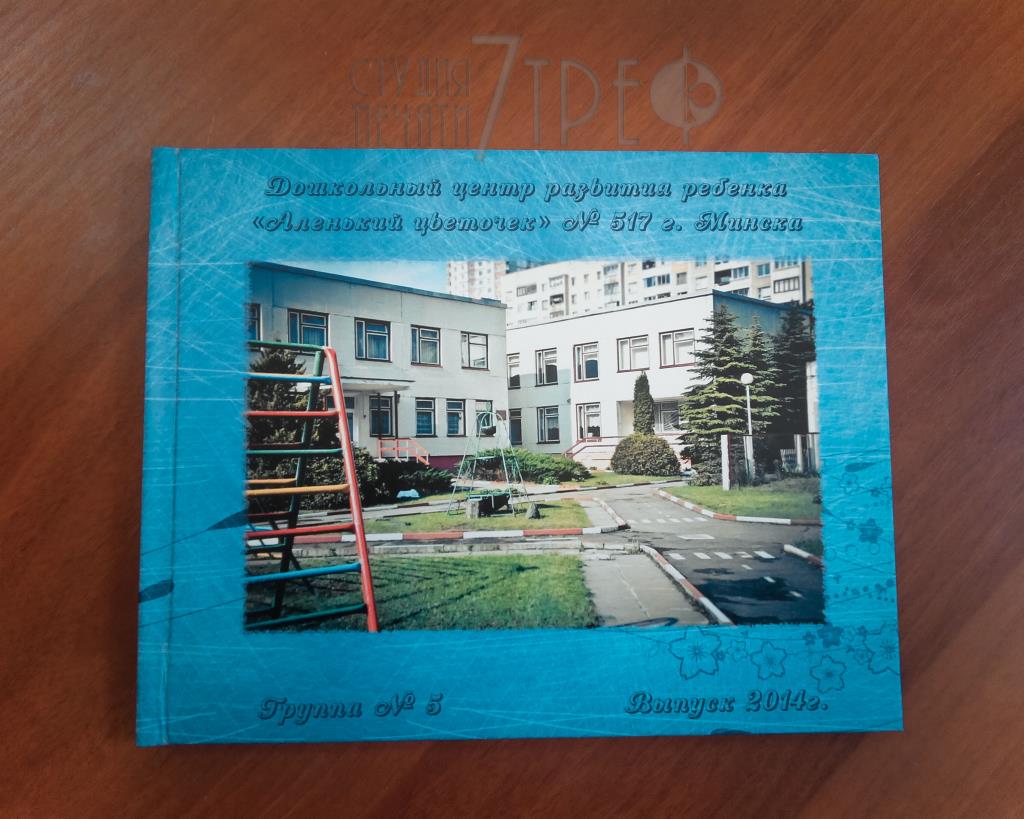 СТУДИЯ
ПЕЧАТИ 7 ТРЕФ
Дошкольный центр развития ребенка
«Аленький цветочек» № 517 г. Минска
Группа № 5
Выпуск 2014г.